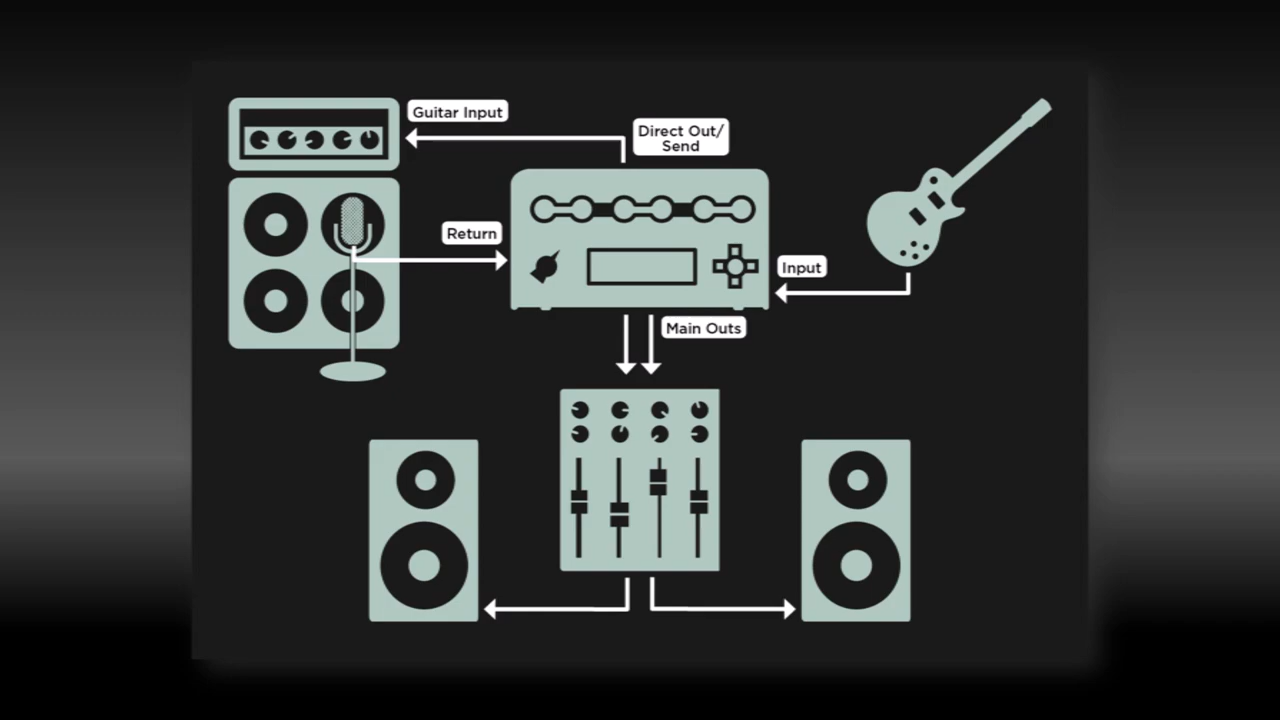 Guitar Input
Direct Out/
Send
Return
Input
Main Outs